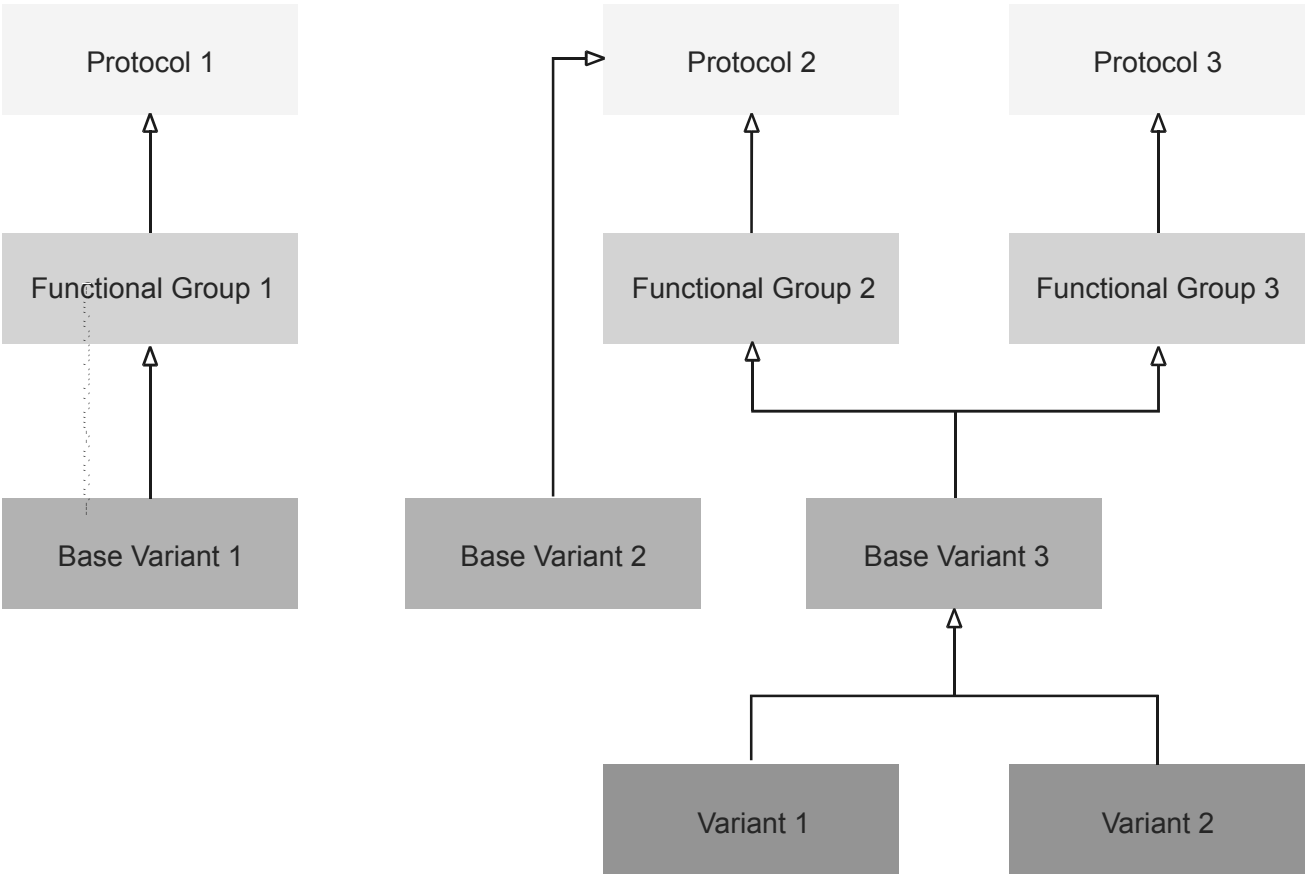 Protocol 1
Protocol 2
Protocol 3
Functional Group 1
Functional Group 2
Functional Group 3
Base Variant 1
Base Variant 2
Base Variant 3
Variant 1
Variant 2